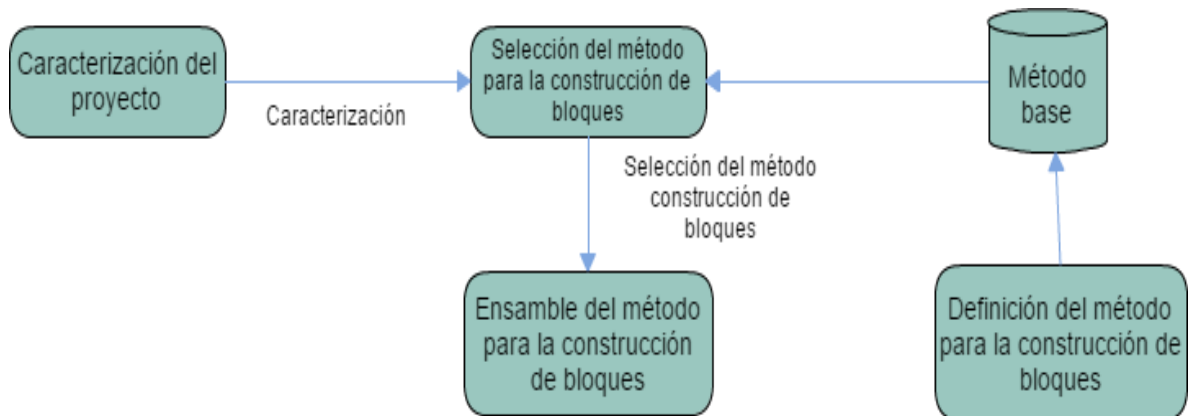 Caracterización del
proyecto
Caracterización
Selección del método
para la construcción de
bloques
Método
base
Selección del método
construcción de
bloques
Ensamble del método
para la construcción
de bloques
Definición del método
para la construcción de
bloques